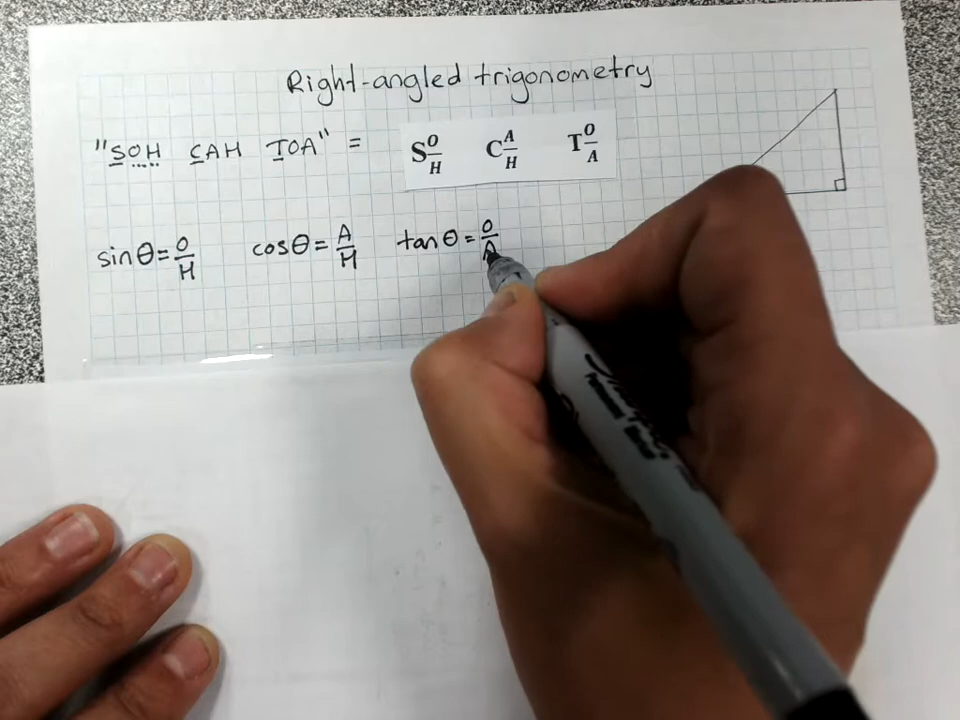 Right-angled trigonometry
"SOH CAH TOA" = S O/H C A/H T O/A
sinθ = O/H cosθ = A/H tanθ = O/A